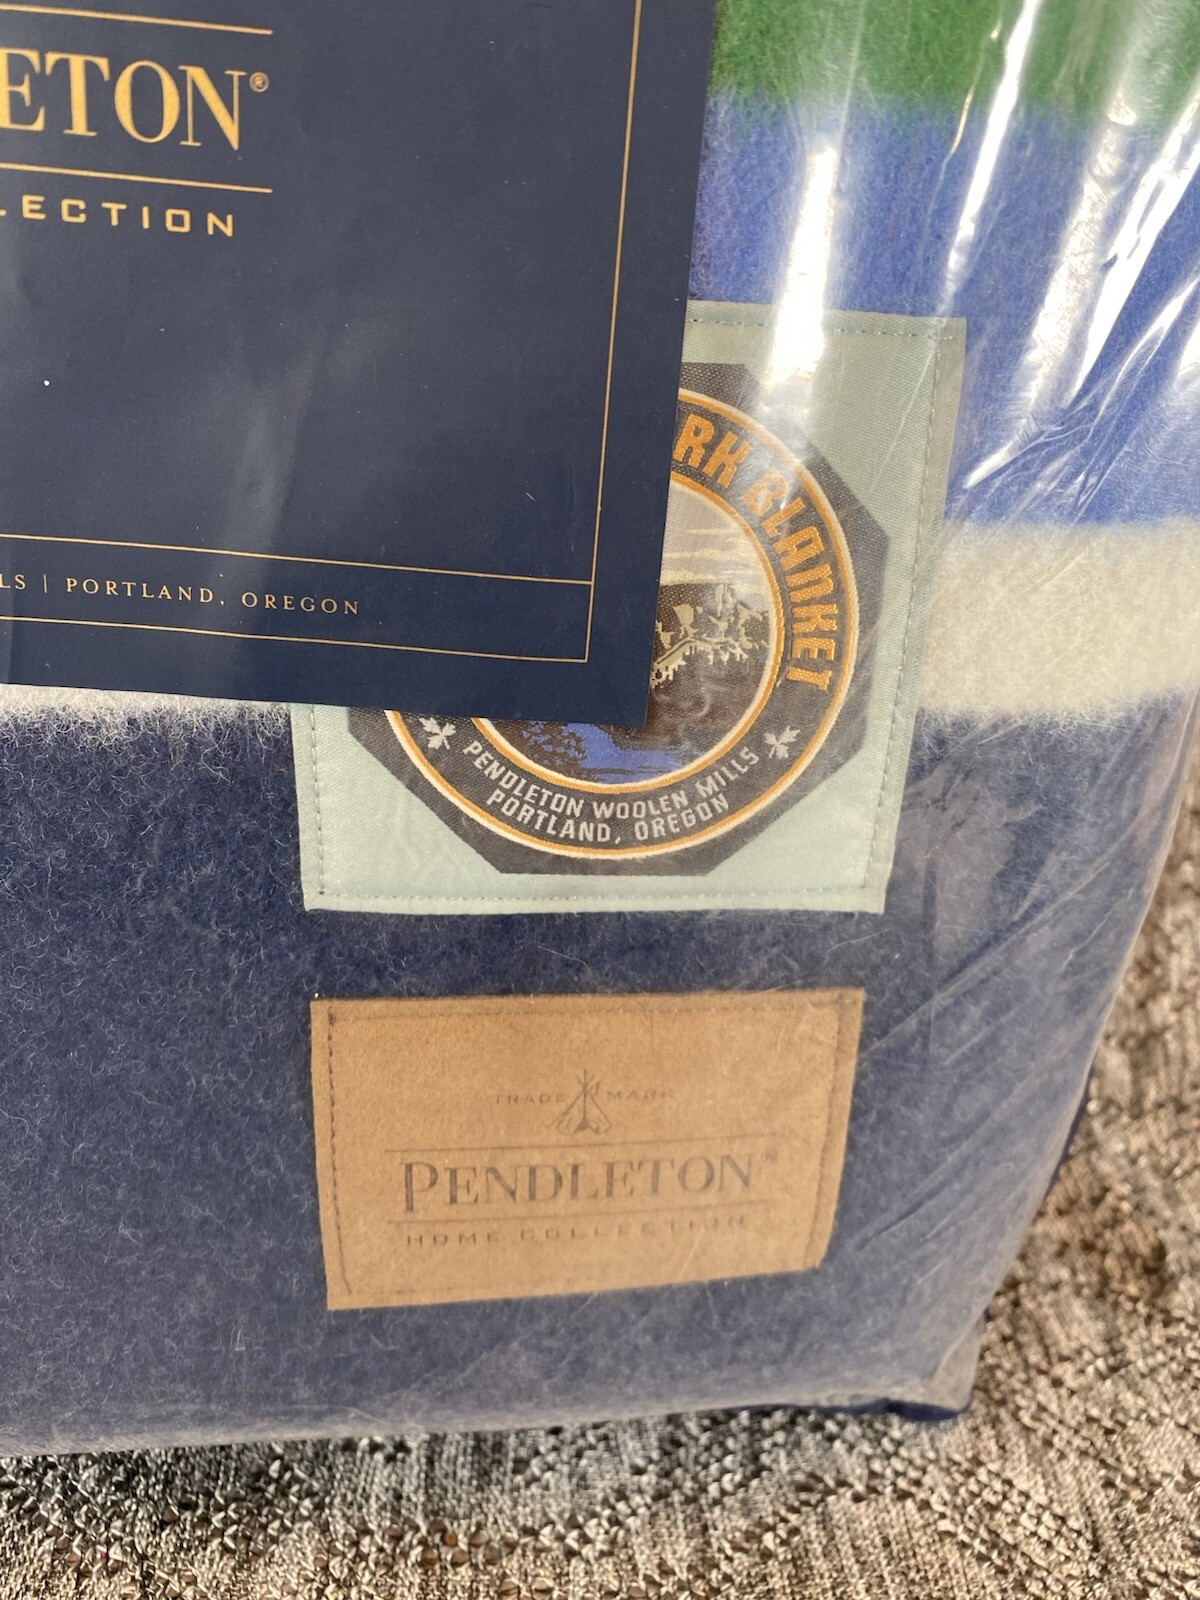 ETON®
LECTION
LS | PORTLAND, OREGON
RK BLANKET
PENDLETON WOOLEN MILLS
PORTLAND, OREGON
TRADE MARK
PENDLETON®
HOME COLLECTION